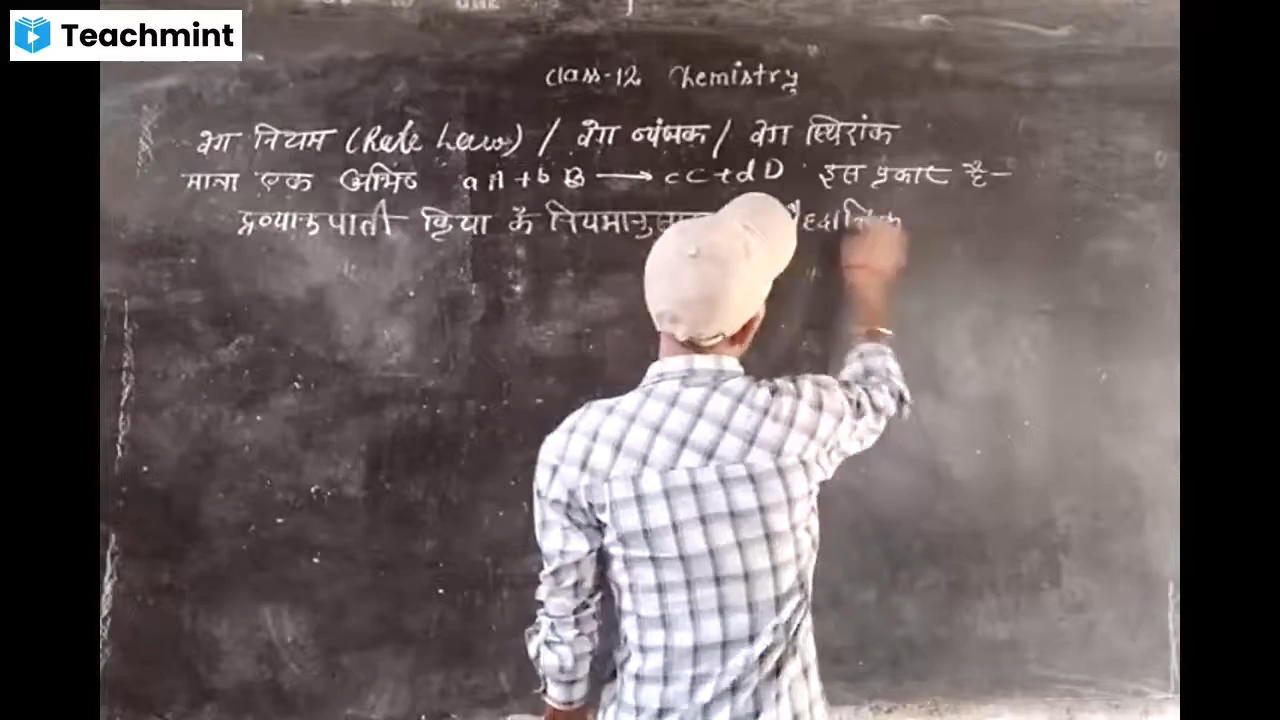 Teachmint
Class-12 Chemistry
वेग नियम (Rate Law) / वेग व्यंजक / वेग स्थिरांक
माना एक अभि० aA + bB ⟶ cC + dD इस प्रकार है-
द्रव्यानुपाती क्रिया के नियमानुसार